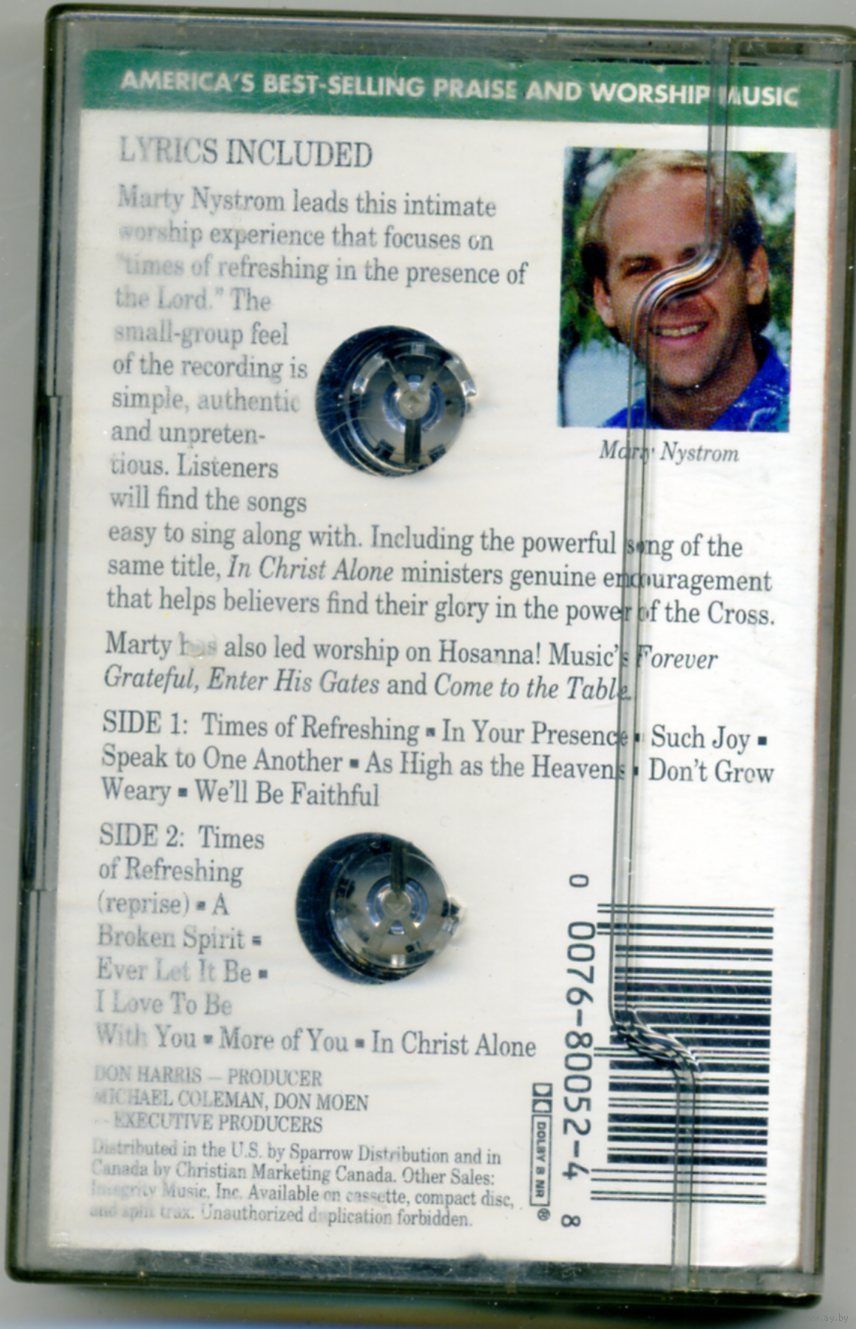 AMERICA'S BEST-SELLING PRAISE AND WORSHIP MUSIC
LYRICS INCLUDED
Marty Nystrom leads this intimate
worship experience that focuses on
"times of refreshing in the presence of
the Lord." The
small-group feel
of the recording is
simple, authentic
and unpreten-
tious. Listeners
will find the songs
easy to sing along with. Including the powerful song of the
same title, In Christ Alone ministers genuine encouragement
that helps believers find their glory in the power of the Cross.
Marty Nystrom
Marty has also led worship on Hosanna! Music's Forever
Grateful, Enter His Gates and Come to the Table.
SIDE 1: Times of Refreshing ▪ In Your Presence ▪ Such Joy ▪
Speak to One Another ▪ As High as the Heavens ▪ Don't Grow
Weary ▪ We'll Be Faithful
SIDE 2: Times
of Refreshing
(reprise) ▪ A
Broken Spirit ▪
Ever Let It Be ▪
I Love To Be
With You ▪ More of You ▪ In Christ Alone
DON HARRIS – PRODUCER
MICHAEL COLEMAN, DON MOEN
– EXECUTIVE PRODUCERS
Distributed in the U.S. by Sparrow Distribution and in
Canada by Christian Marketing Canada. Other Sales:
Integrity Music, Inc. Available on cassette, compact disc,
and split trax. Unauthorized duplication forbidden.
DOLBY B NR ®
0 0076-80052-4 8